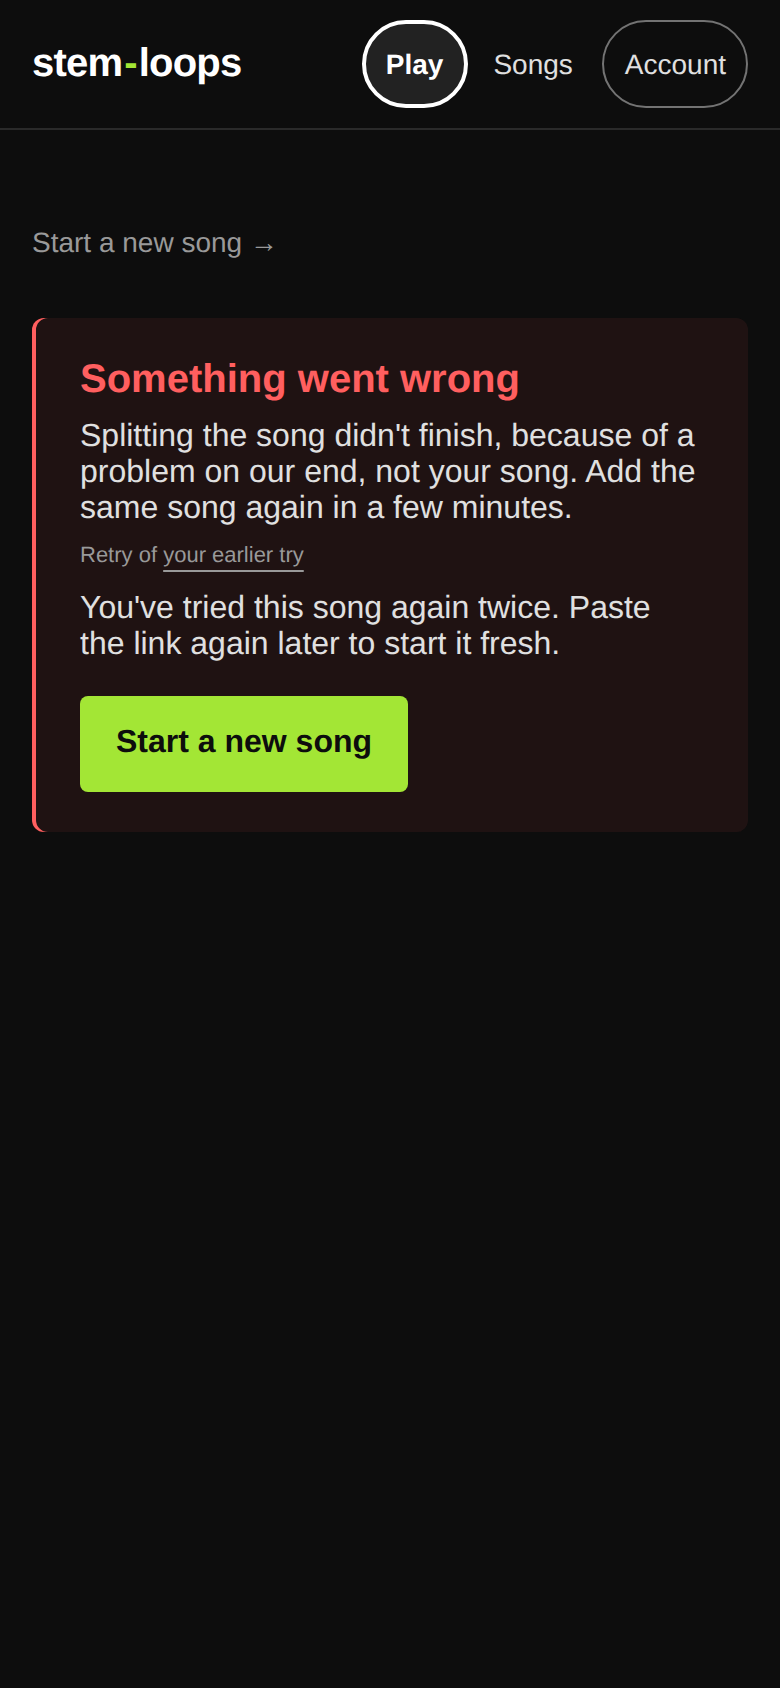 stem-loops
Play
Songs
Account
Start a new song →
Something went wrong
Splitting the song didn't finish, because of a
problem on our end, not your song. Add the
same song again in a few minutes.
Retry of your earlier try
You've tried this song again twice. Paste
the link again later to start it fresh.
Start a new song